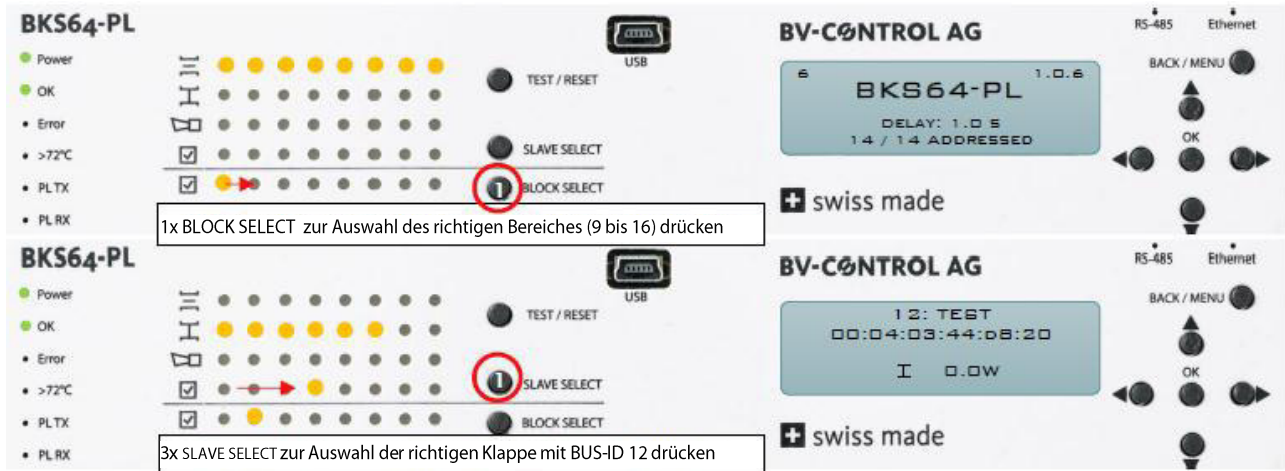 BKS64-PL
Power
OK
Error
>72°C
PL TX
PL RX
USB
TEST / RESET
SLAVE SELECT
1 BLOCK SELECT
1x BLOCK SELECT zur Auswahl des richtigen Bereiches (9 bis 16) drücken
BV-CONTROL AG
6 1.0.6
BKS64-PL
DELAY: 1.0 S
14 / 14 ADDRESSED
swiss made
RS-485 Ethernet
BACK / MENU
OK
BKS64-PL
Power
OK
Error
>72°C
PL TX
PL RX
USB
TEST / RESET
1 SLAVE SELECT
BLOCK SELECT
3x SLAVE SELECT zur Auswahl der richtigen Klappe mit BUS-ID 12 drücken
BV-CONTROL AG
12: TEST
00:04:03:44:D8:20
I 0.0W
swiss made
RS-485 Ethernet
BACK / MENU
OK